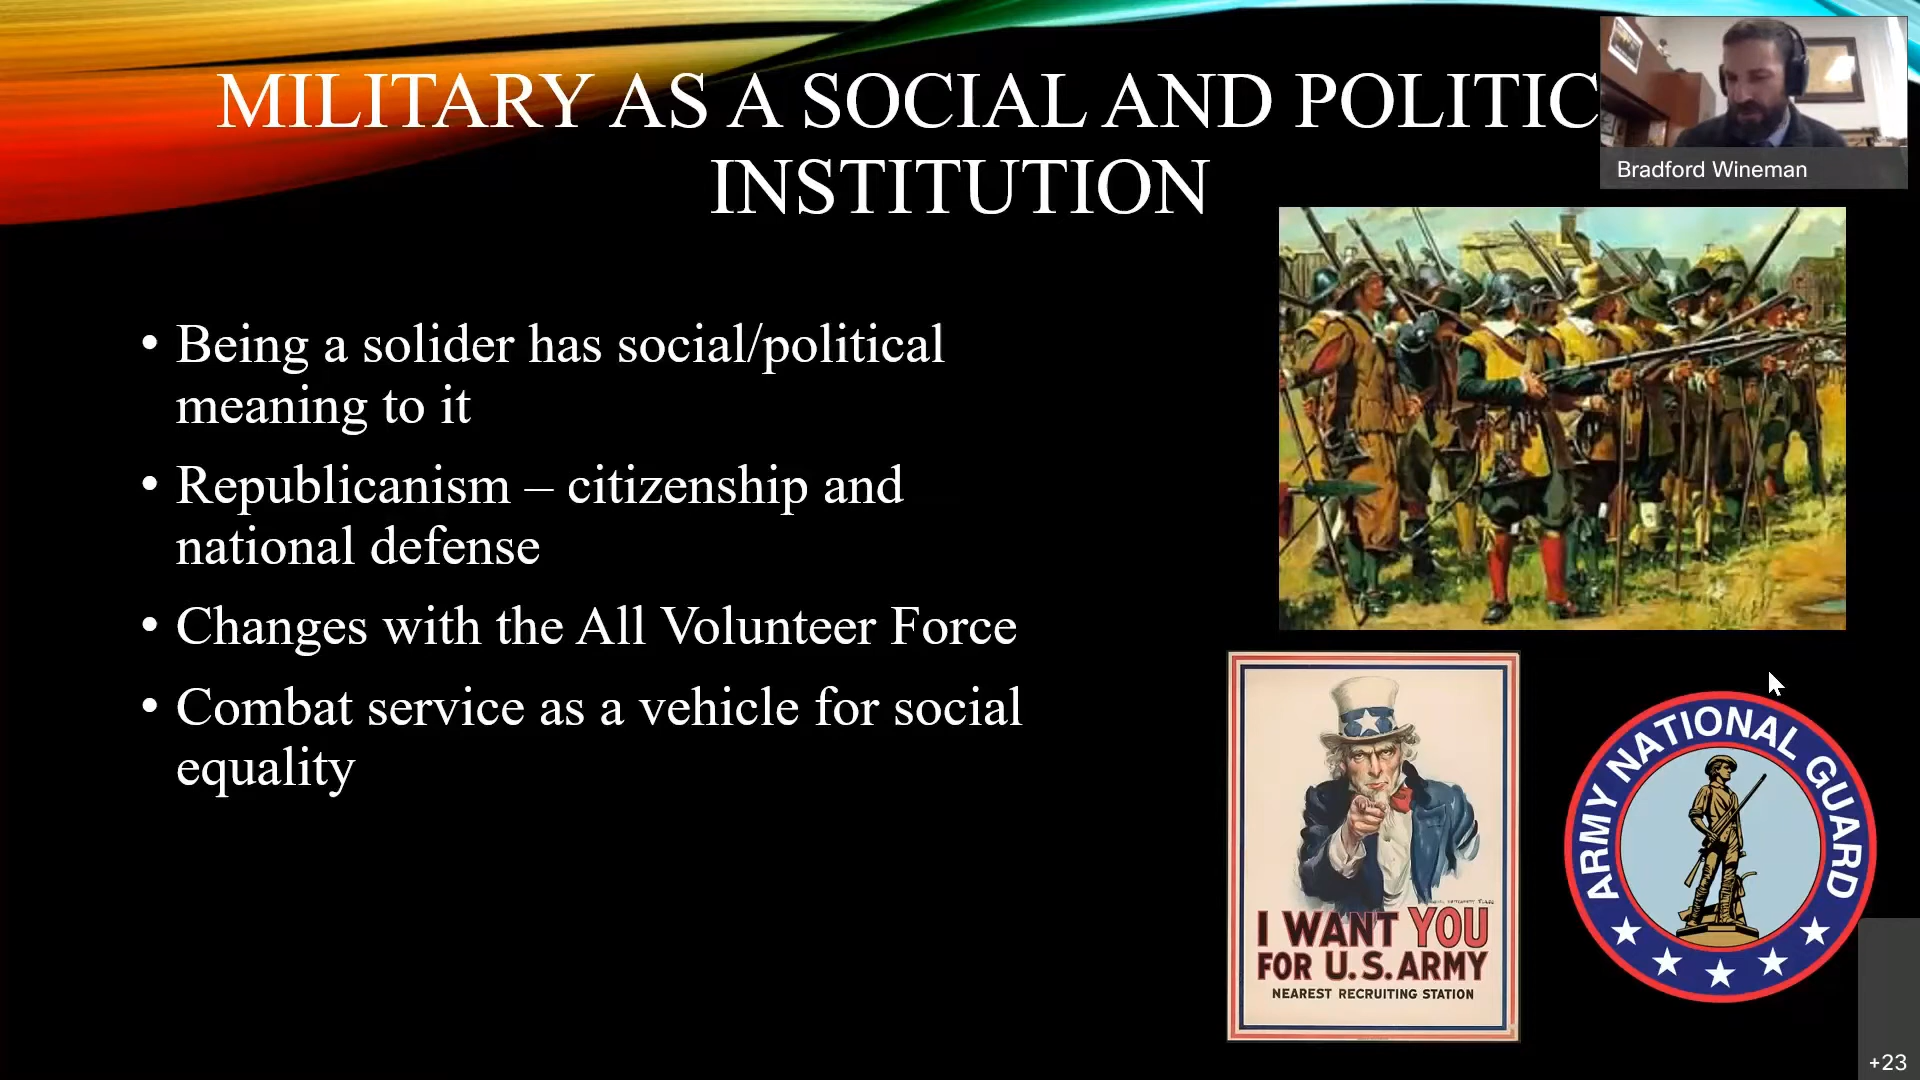 MILITARY AS A SOCIAL AND POLITIC
INSTITUTION
Bradford Wineman
• Being a solider has social/political
meaning to it
• Republicanism – citizenship and
national defense
• Changes with the All Volunteer Force
• Combat service as a vehicle for social
equality
I WANT YOU
FOR U.S. ARMY
NEAREST RECRUITING STATION
ARMY NATIONAL GUARD
+23